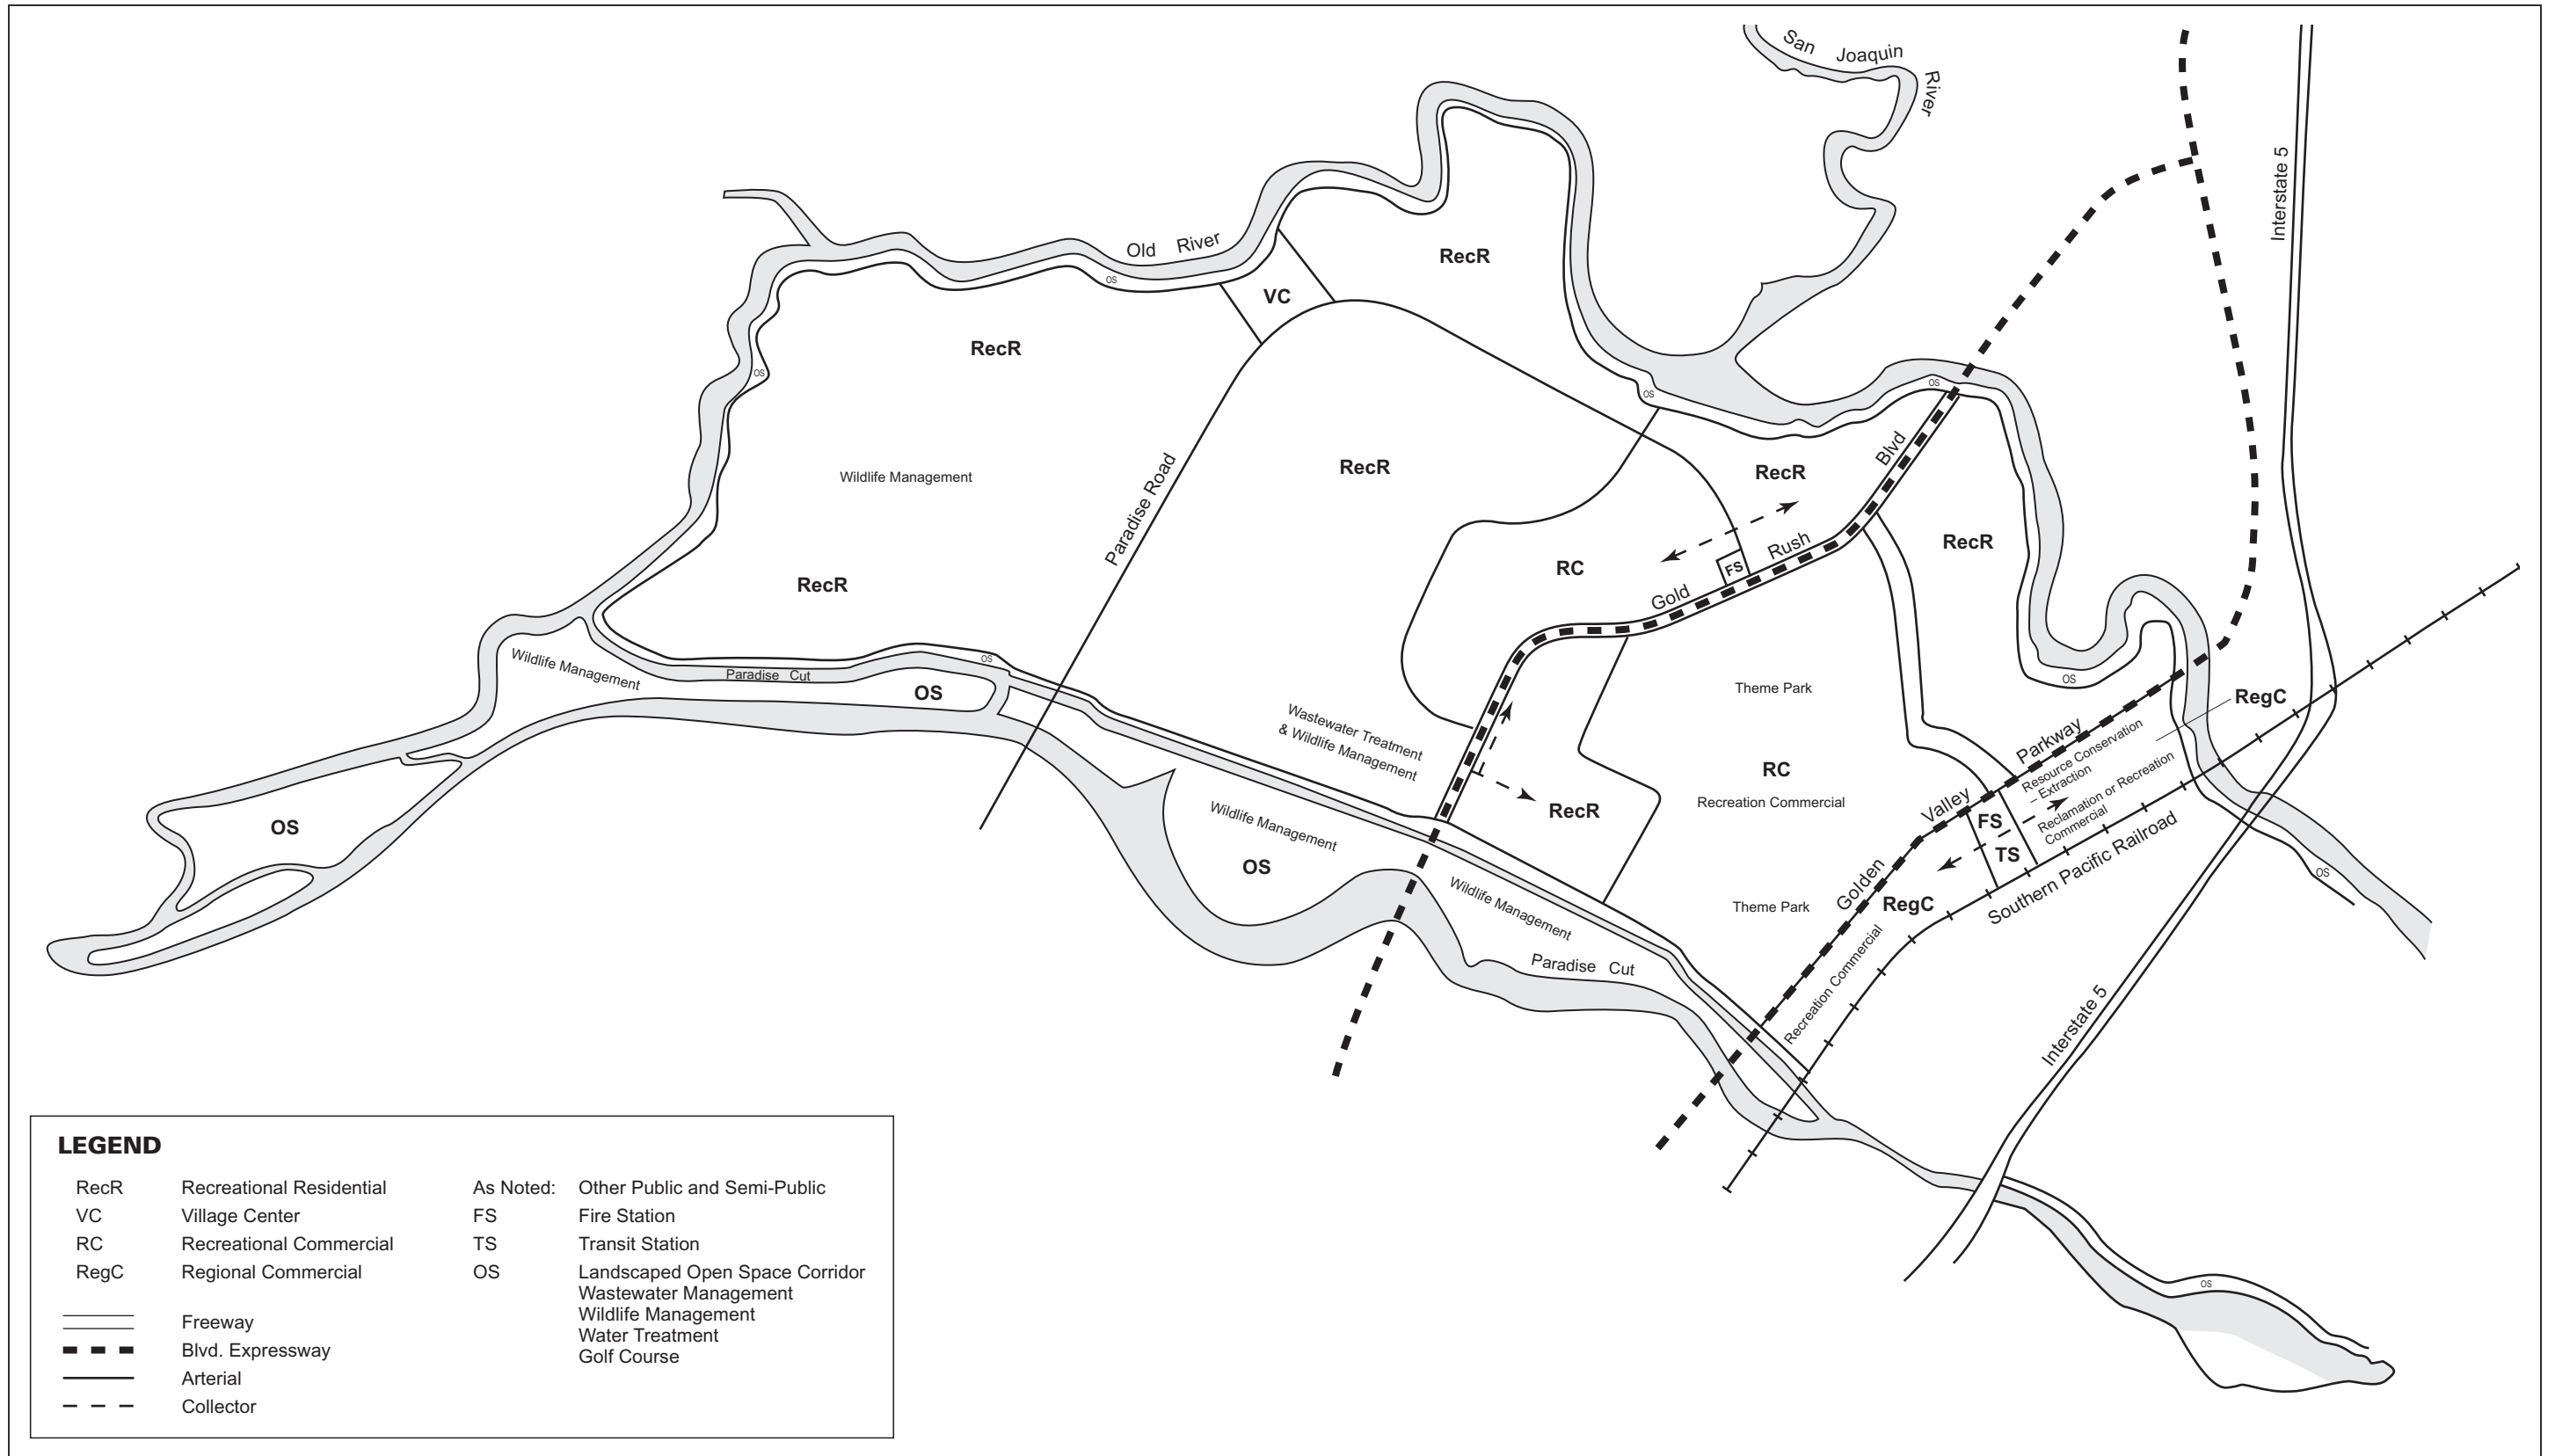 San Joaquin River
Interstate 5
Old River
OS
VC
RecR
RecR
OS
OS
OS
Blvd
RecR
RecR
Wildlife Management
Paradise Road
RecR
RC
FS
Rush
Gold
RecR
RecR
Wildlife Management
Paradise Cut
OS
OS
OS
Theme Park
RegC
Wastewater Treatment
& Wildlife Management
Parkway
Resource Conservation
– Extraction
Reclamation or Recreation
Commercial
RC
Recreation Commercial
RecR
Valley
FS
TS
Southern Pacific Railroad
OS
Wildlife Management
OS
Golden
RegC
Theme Park
Wildlife Management
Recreation Commercial
Paradise Cut
OS
Interstate 5
OS
LEGEND
RecR Recreational Residential
VC Village Center
RC Recreational Commercial
RegC Regional Commercial
Freeway
Blvd. Expressway
Arterial
Collector
As Noted: Other Public and Semi-Public
FS Fire Station
TS Transit Station
OS Landscaped Open Space Corridor
Wastewater Management
Wildlife Management
Water Treatment
Golf Course